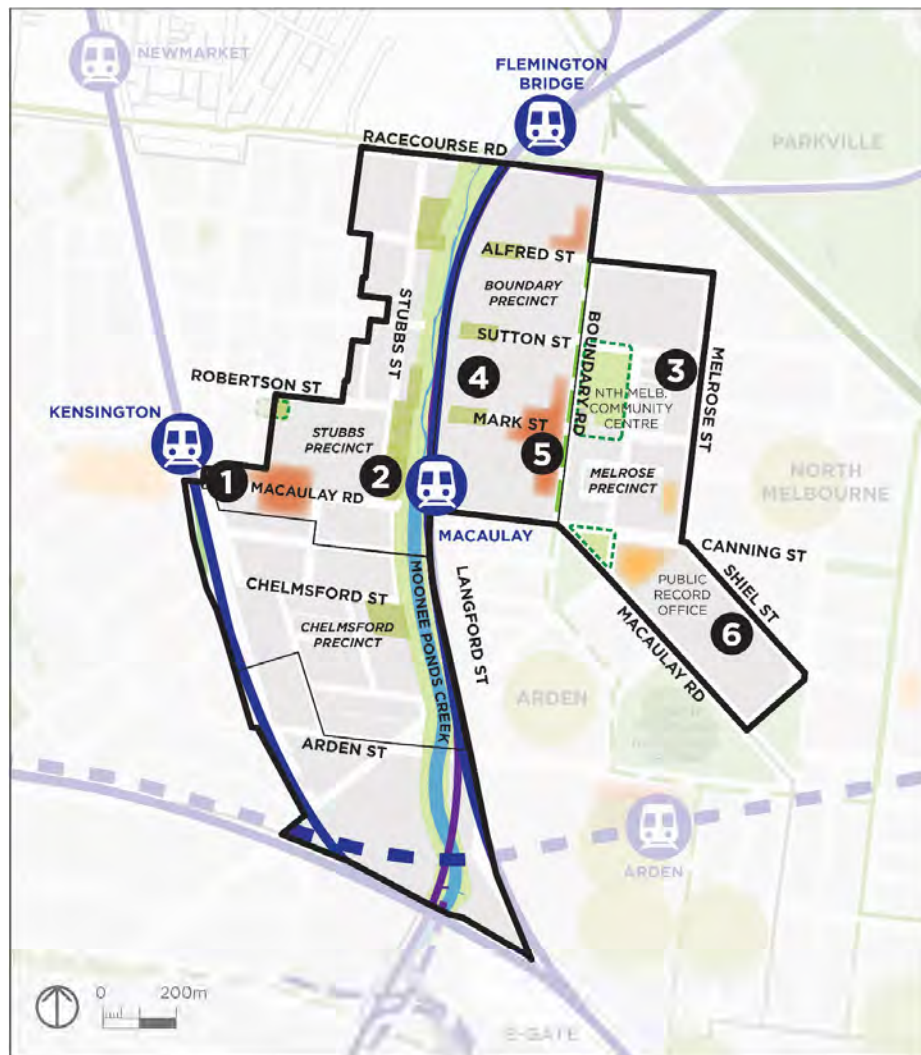 NEWMARKET
FLEMINGTON
BRIDGE
RACECOURSE RD
PARKVILLE
ALFRED ST
BOUNDARY
PRECINCT
STUBBS ST
SUTTON ST
BOUNDARY RD
MELROSE ST
3
4
ROBERTSON ST
NTH MELB.
COMMUNITY
CENTRE
KENSINGTON
MARK ST
STUBBS
PRECINCT
5
1
2
MACAULAY RD
MELROSE
PRECINCT
NORTH
MELBOURNE
MACAULAY
CANNING ST
SHIEL ST
CHELMSFORD ST
CHELMSFORD
PRECINCT
MOONEE PONDS CREEK
LANGFORD ST
PUBLIC
RECORD
OFFICE
6
MACAULAY RD
ARDEN
ARDEN ST
ARDEN
0 200m
E-GATE